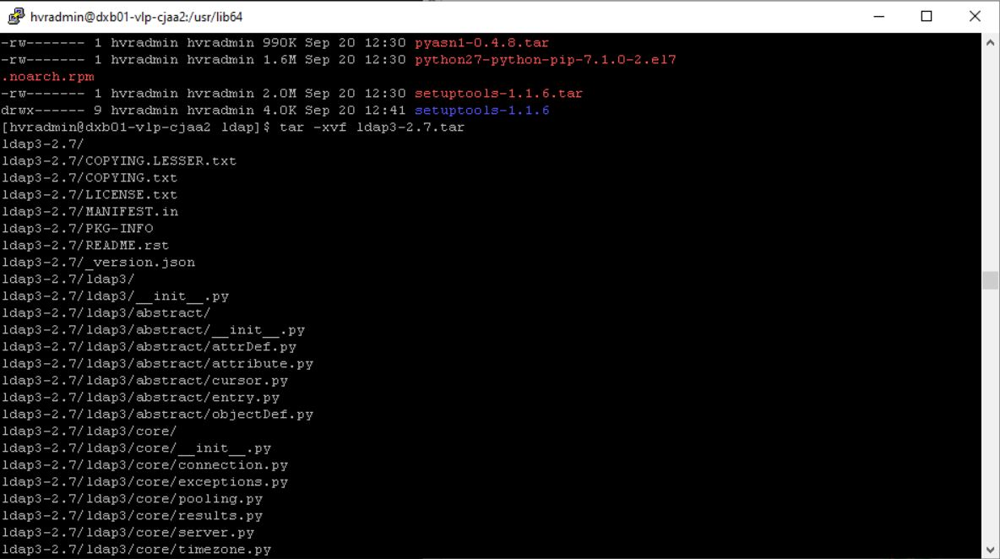 hvradmin@dxb01-vlp-cjaa2:/usr/lib64
-rw------- 1 hvradmin hvradmin 990K Sep 20 12:30 pyasn1-0.4.8.tar
-rw------- 1 hvradmin hvradmin 1.6M Sep 20 12:30 python27-python-pip-7.1.0-2.el7
.noarch.rpm
-rw------- 1 hvradmin hvradmin 2.0M Sep 20 12:30 setuptools-1.1.6.tar
drwx------ 9 hvradmin hvradmin 4.0K Sep 20 12:41 setuptools-1.1.6
[hvradmin@dxb01-vlp-cjaa2 ldap]$ tar -xvf ldap3-2.7.tar
ldap3-2.7/
ldap3-2.7/COPYING.LESSER.txt
ldap3-2.7/COPYING.txt
ldap3-2.7/LICENSE.txt
ldap3-2.7/MANIFEST.in
ldap3-2.7/PKG-INFO
ldap3-2.7/README.rst
ldap3-2.7/_version.json
ldap3-2.7/ldap3/
ldap3-2.7/ldap3/__init__.py
ldap3-2.7/ldap3/abstract/
ldap3-2.7/ldap3/abstract/__init__.py
ldap3-2.7/ldap3/abstract/attrDef.py
ldap3-2.7/ldap3/abstract/attribute.py
ldap3-2.7/ldap3/abstract/cursor.py
ldap3-2.7/ldap3/abstract/entry.py
ldap3-2.7/ldap3/abstract/objectDef.py
ldap3-2.7/ldap3/core/
ldap3-2.7/ldap3/core/__init__.py
ldap3-2.7/ldap3/core/connection.py
ldap3-2.7/ldap3/core/exceptions.py
ldap3-2.7/ldap3/core/pooling.py
ldap3-2.7/ldap3/core/results.py
ldap3-2.7/ldap3/core/server.py
ldap3-2.7/ldap3/core/timezone.py